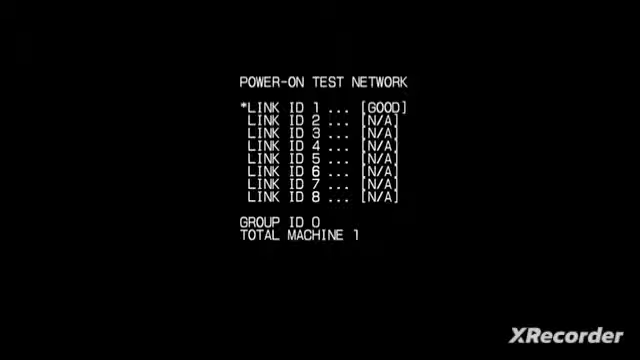 POWER-ON TEST NETWORK
*LINK ID 1 ... [GOOD]
LINK ID 2 ... [N/A]
LINK ID 3 ... [N/A]
LINK ID 4 ... [N/A]
LINK ID 5 ... [N/A]
LINK ID 6 ... [N/A]
LINK ID 7 ... [N/A]
LINK ID 8 ... [N/A]
GROUP ID 0
TOTAL MACHINE 1
XRecorder